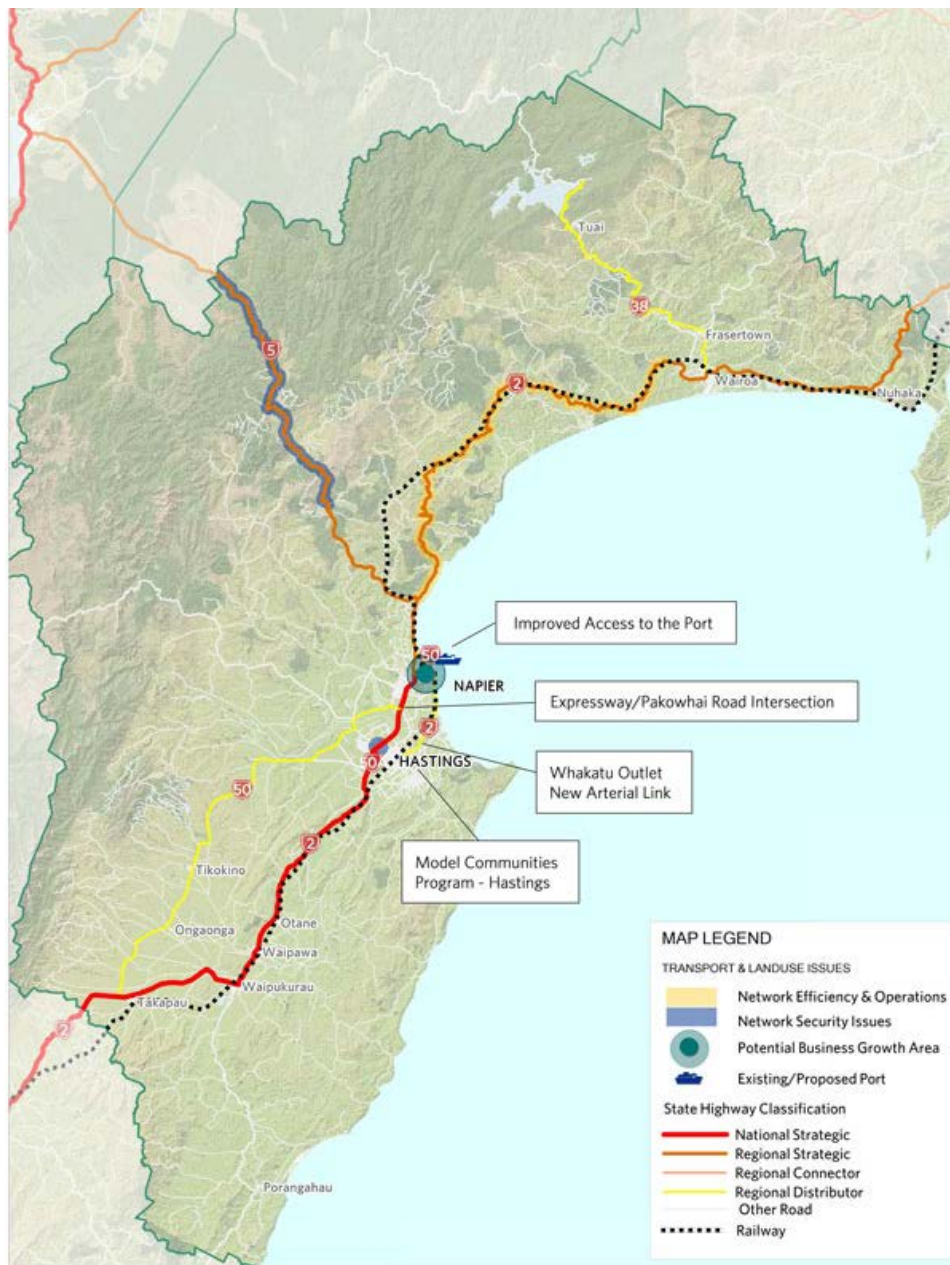 Tuai
38
Frasertown
5
2
Wairoa
Nuhaka
Improved Access to the Port
50
NAPIER
Expressway/Pakowhai Road Intersection
2
HASTINGS
50
Whakatu Outlet
New Arterial Link
50
2
Model Communities
Program - Hastings
Tikokino
Otane
Ongaonga
Waipawa
Waipukurau
Takapau
2
Porangahau
MAP LEGEND
TRANSPORT & LANDUSE ISSUES
Network Efficiency & Operations
Network Security Issues
Potential Business Growth Area
Existing/Proposed Port
State Highway Classification
National Strategic
Regional Strategic
Regional Connector
Regional Distributor
Other Road
Railway